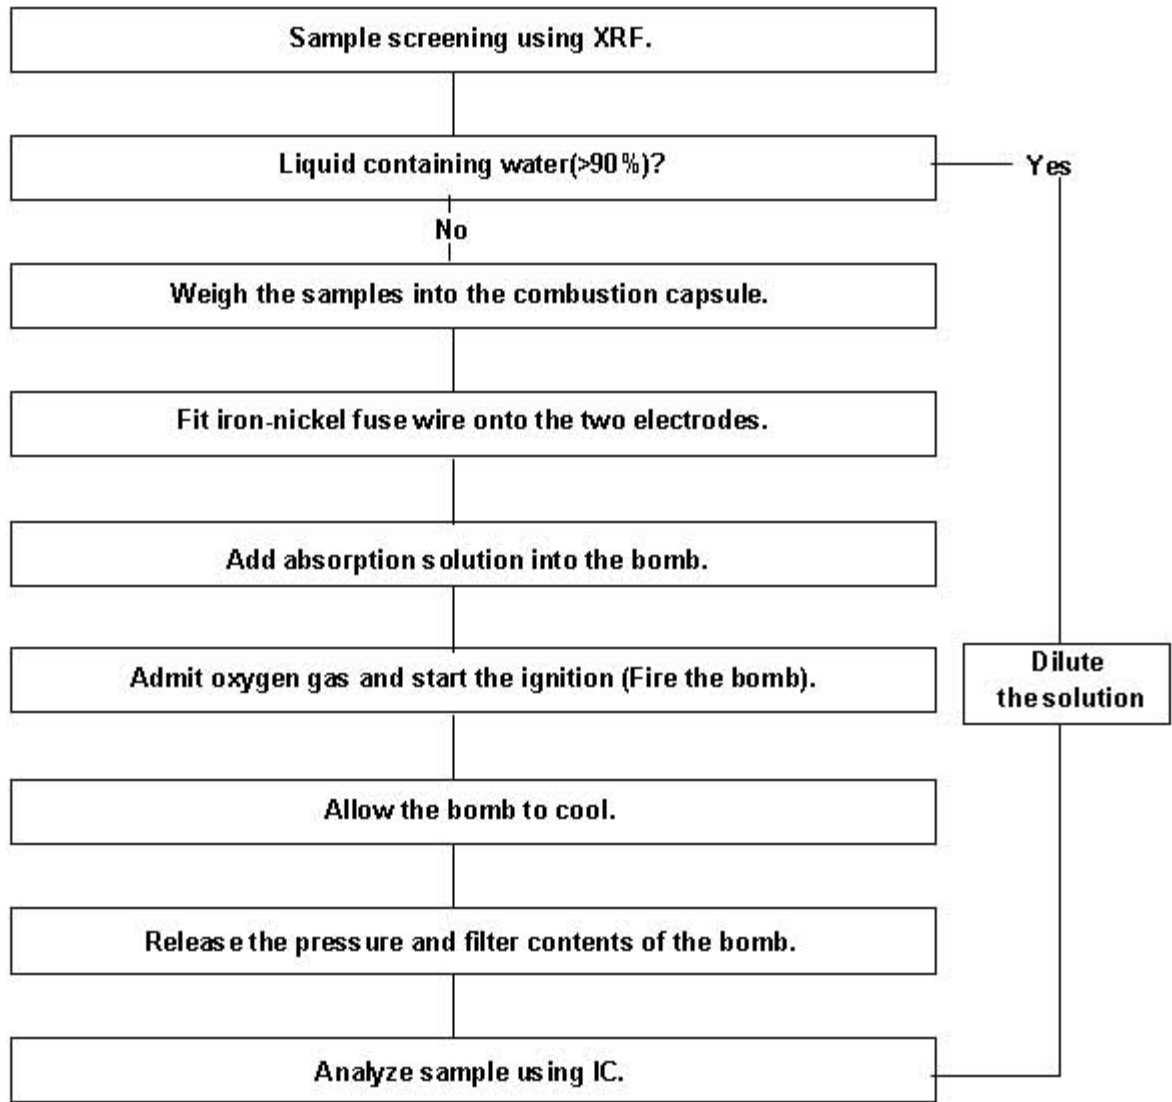 Sample screening using XRF.
Liquid containing water(>90%)?
Yes
No
Weigh the samples into the combustion capsule.
Fit iron-nickel fuse wire onto the two electrodes.
Add absorption solution into the bomb.
Admit oxygen gas and start the ignition (Fire the bomb).
Dilute
the solution
Allow the bomb to cool.
Release the pressure and filter contents of the bomb.
Analyze sample using IC.